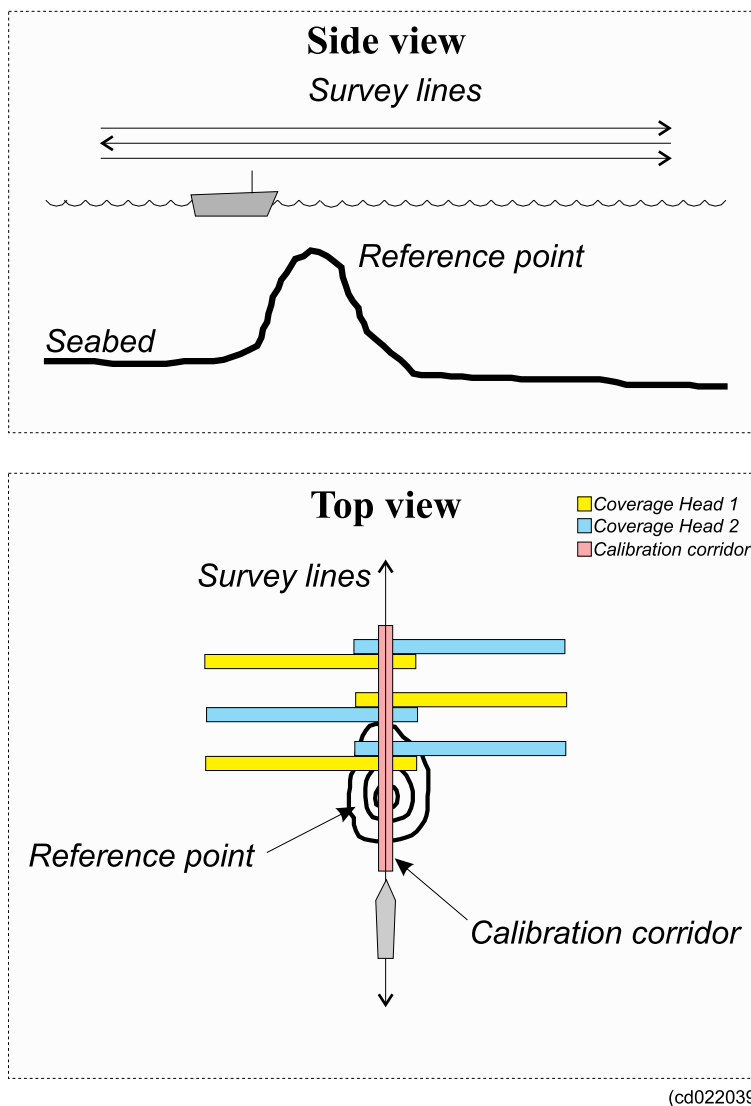 Side view
Survey lines
Reference point
Seabed
Top view
Coverage Head 1
Coverage Head 2
Calibration corridor
Survey lines
Reference point
Calibration corridor
(cd022039